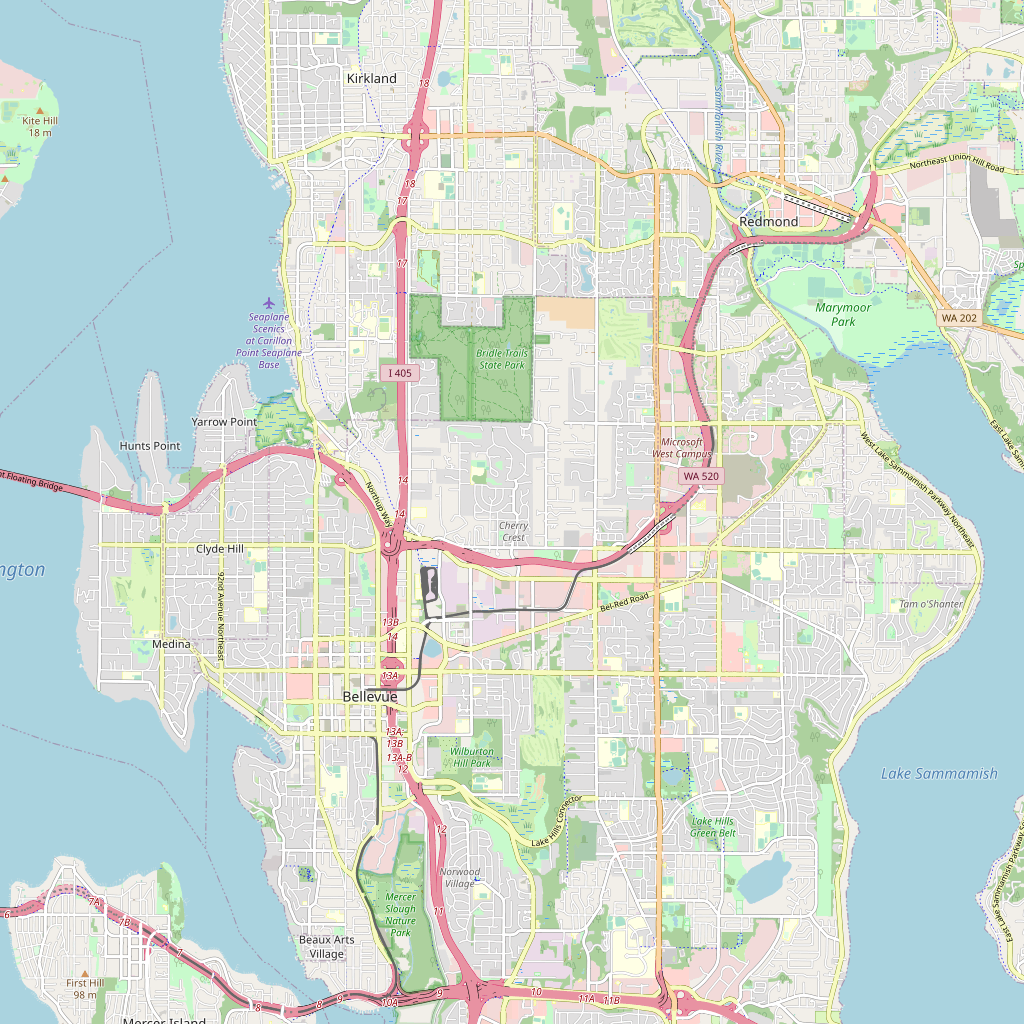 Kirkland
18
Kite Hill
18 m
Sammamish River
Northeast Union Hill Road
18
17
Redmond
17
Seaplane
Scenics
at Carillon
Point Seaplane
Base
Marymoor
Park
WA 202
Bridle Trails
State Park
I 405
Yarrow Point
Hunts Point
Microsoft
West Campus
WA 520
West Lake Sammamish Parkway Northeast
East Lake Sam
14
Northup Way
t Floating Bridge
14
Cherry
Crest
Clyde Hill
ngton
92nd Avenue Northeast
Bel-Red Road
Tam o'Shanter
13B
14
Medina
13A
Bellevue
13A;
13B
13A-B
12
Wilburton
Hill Park
Lake Sammamish
12
Lake Hills Connector
Lake Hills
Green Belt
Norwood
Village
Mercer
Slough
Nature
Park
11
East Lake Sammamish Parkway S
6
7A
7B
7
Beaux Arts
Village
First Hill
98 m
8
8
9
10A
9
10
11A
11B
Mercer Island